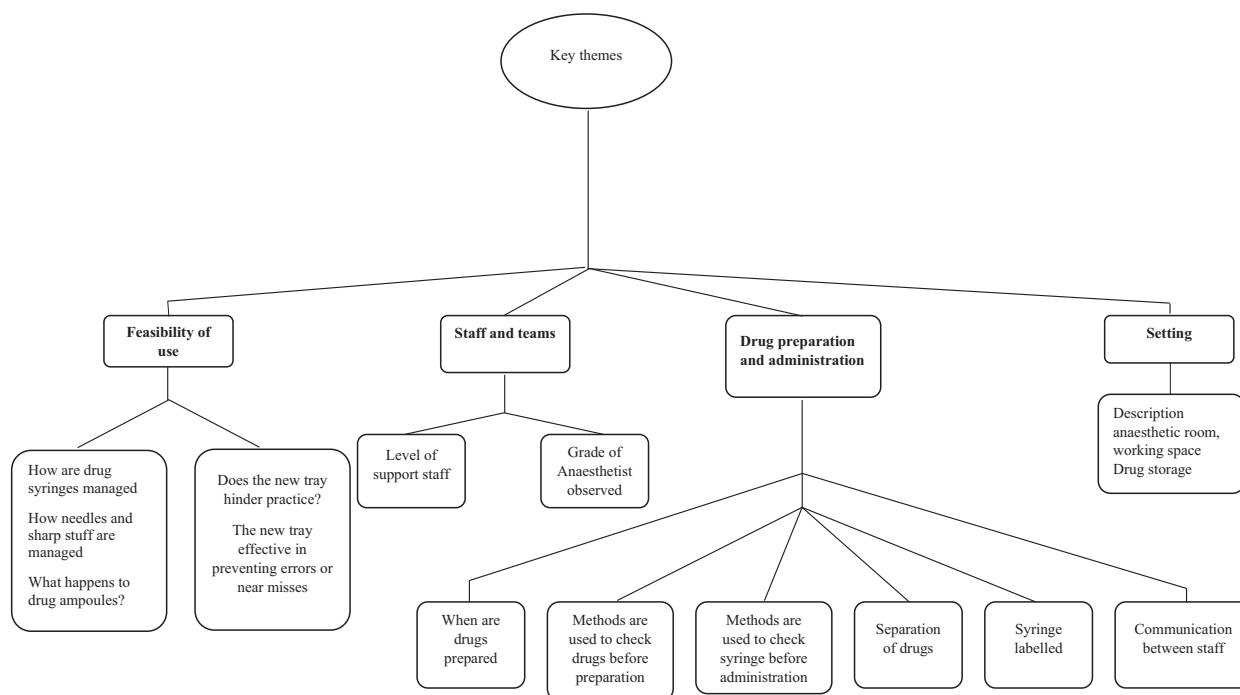 Key themes
Feasibility of
use
Staff and teams
Drug preparation
and administration
Setting
How are drug
syringes managed
How needles and
sharp stuff are
managed
What happens to
drug ampoules?
Does the new tray
hinder practice?
The new tray
effective in
preventing errors or
near misses
Level of
support staff
Grade of
Anaesthetist
observed
Description
anaesthetic room,
working space
Drug storage
When are
drugs
prepared
Methods are
used to check
drugs before
preparation
Methods are
used to check
syringe before
administration
Separation
of drugs
Syringe
labelled
Communication
between staff